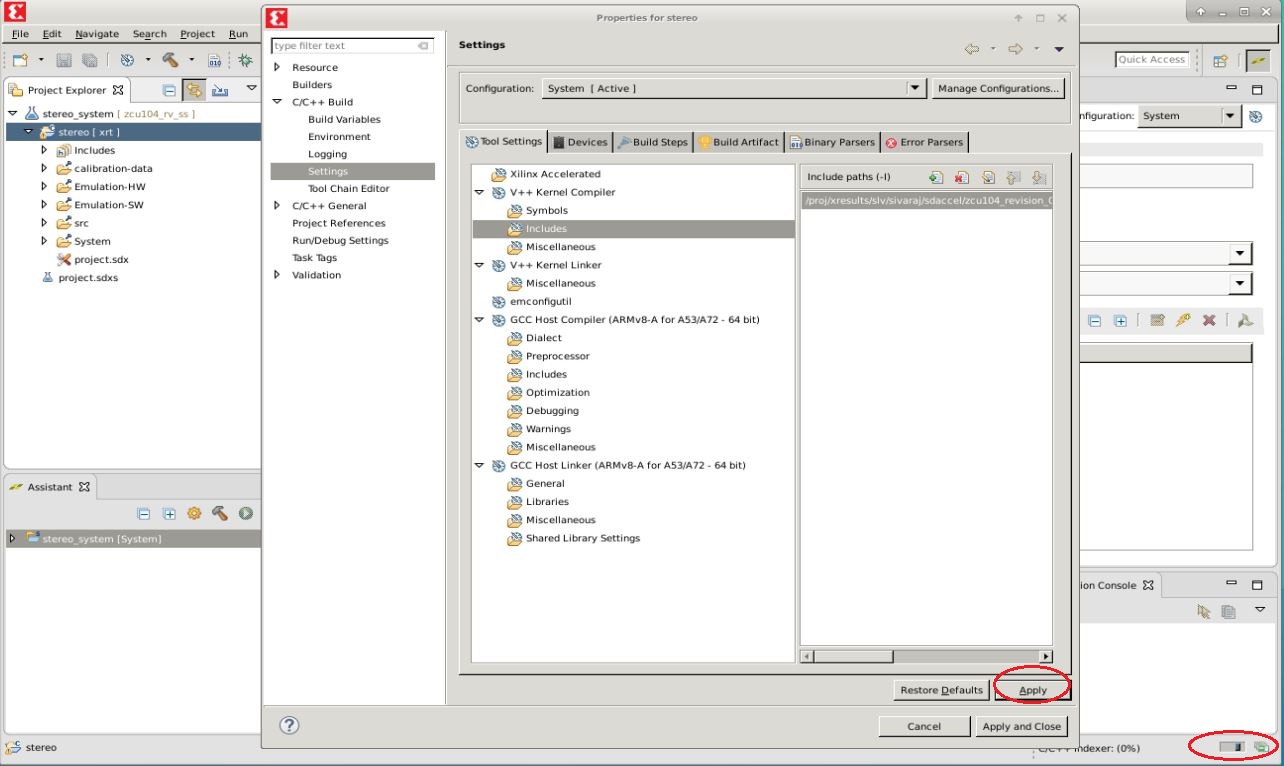 Properties for stereo
File Edit Navigate Search Project Run
Quick Access
Project Explorer
stereo_system [ zcu104_rv_ss ]
stereo [ xrt ]
Includes
calibration-data
Emulation-HW
Emulation-SW
src
System
project.sdx
project.sdxs
Assistant
stereo_system [System]
stereo
type filter text
Resource
Builders
C/C++ Build
Build Variables
Environment
Logging
Settings
Tool Chain Editor
C/C++ General
Project References
Run/Debug Settings
Task Tags
Validation
Settings
Configuration: System [ Active ] Manage Configurations...
Tool Settings Devices Build Steps Build Artifact Binary Parsers Error Parsers
Xilinx Accelerated
V++ Kernel Compiler
Symbols
Includes
Miscellaneous
V++ Kernel Linker
Miscellaneous
emconfigutil
GCC Host Compiler (ARMv8-A for A53/A72 - 64 bit)
Dialect
Preprocessor
Includes
Optimization
Debugging
Warnings
Miscellaneous
GCC Host Linker (ARMv8-A for A53/A72 - 64 bit)
General
Libraries
Miscellaneous
Shared Library Settings
Include paths (-I)
/proj/xresults/slv/sivaraj/sdaccel/zcu104_revision_
Restore Defaults Apply
Cancel Apply and Close
nfiguration: System
ion Console
C/C++ Indexer: (0%)